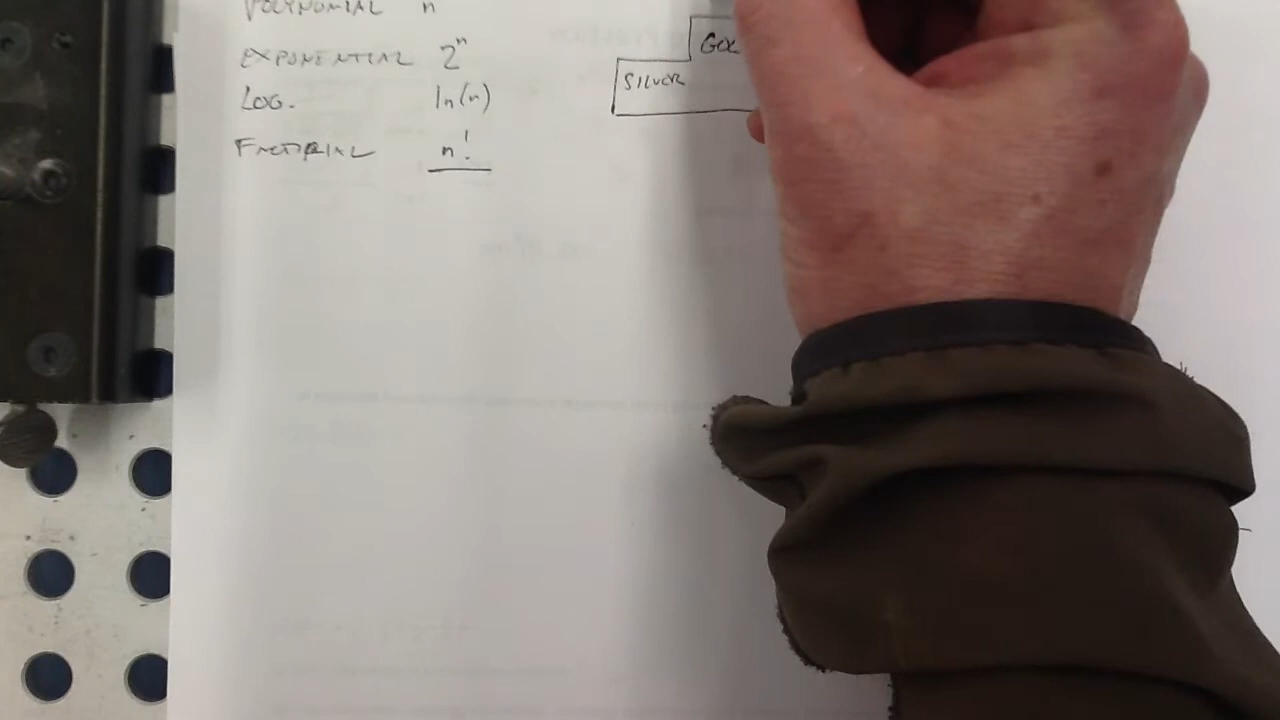 POLYNOMIAL n
EXPONENTIAL 2ⁿ
LOG. ln(n)
FACTORIAL n!
GOL
SILVER